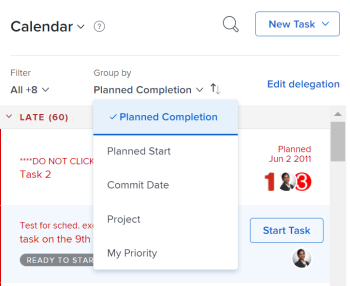 Calendar ?
New Task
Filter
Group by
All +8
Planned Completion
Edit delegation
LATE (60)
✓ Planned Completion
Planned Start
Commit Date
Project
My Priority
Planned
Jun 2 2011
****DO NOT CLICK
Task 2
1 3
Test for sched. exc
task on the 9th
Start Task
READY TO STAR